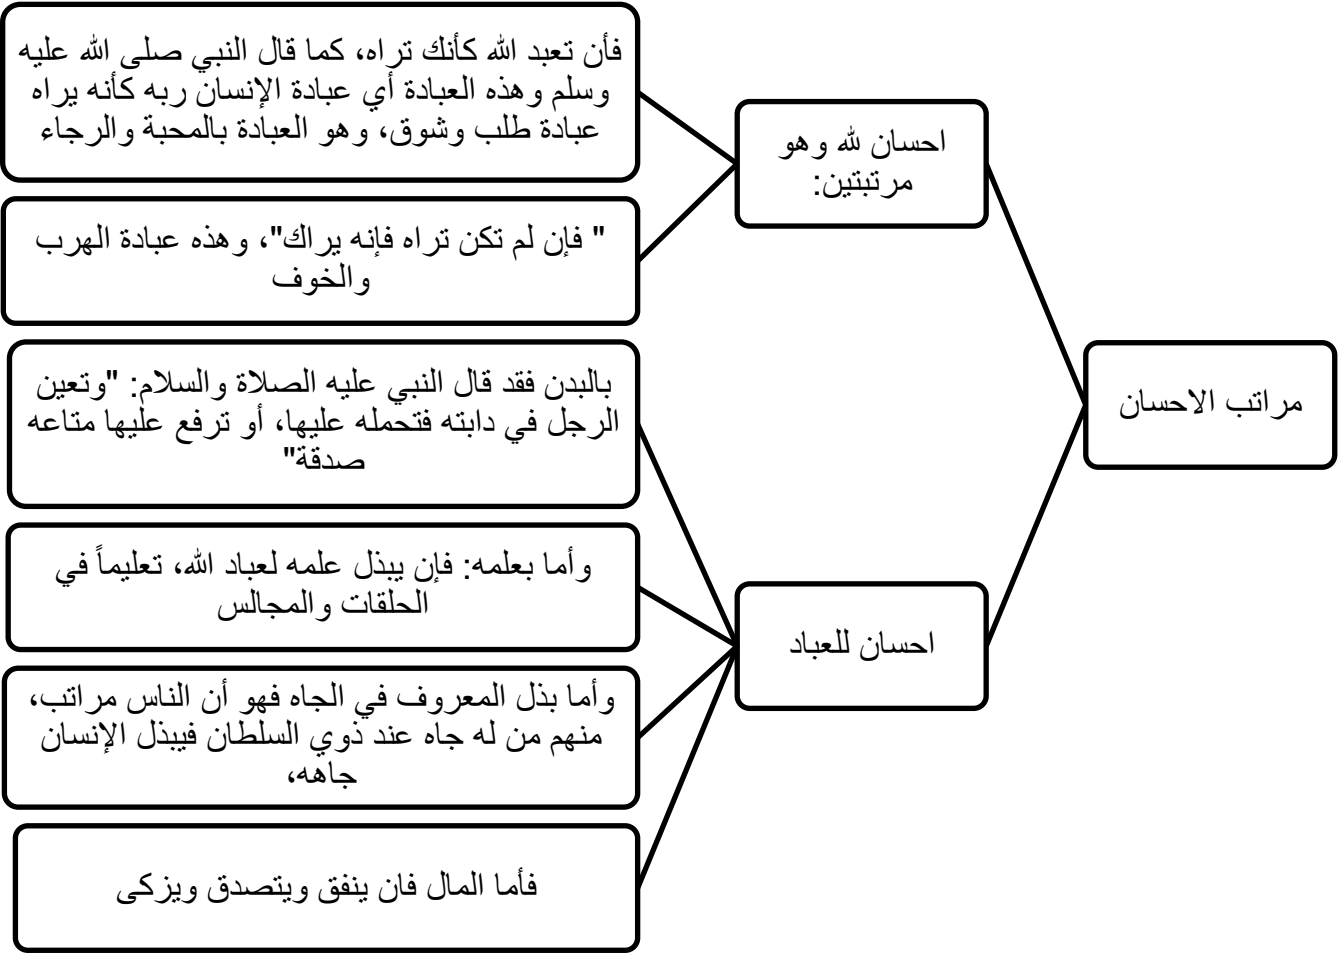 مراتب الاحسان
احسان لله وهو
مرتبتين:
فأن تعبد الله كأنك تراه، كما قال النبي صلى الله عليه
وسلم وهذه العبادة أي عبادة الإنسان ربه كأنه يراه
عبادة طلب وشوق، وهو العبادة بالمحبة والرجاء
" فإن لم تكن تراه فإنه يراك"، وهذه عبادة الهرب
والخوف
احسان للعباد
بالبدن فقد قال النبي عليه الصلاة والسلام: "وتعين
الرجل في دابته فتحمله عليها، أو ترفع عليها متاعه
صدقة"
وأما بعلمه: فإن يبذل علمه لعباد الله، تعليماً في
الحلقات والمجالس
وأما بذل المعروف في الجاه فهو أن الناس مراتب،
منهم من له جاه عند ذوي السلطان فيبذل الإنسان
جاهه،
فأما المال فان ينفق ويتصدق ويزكى